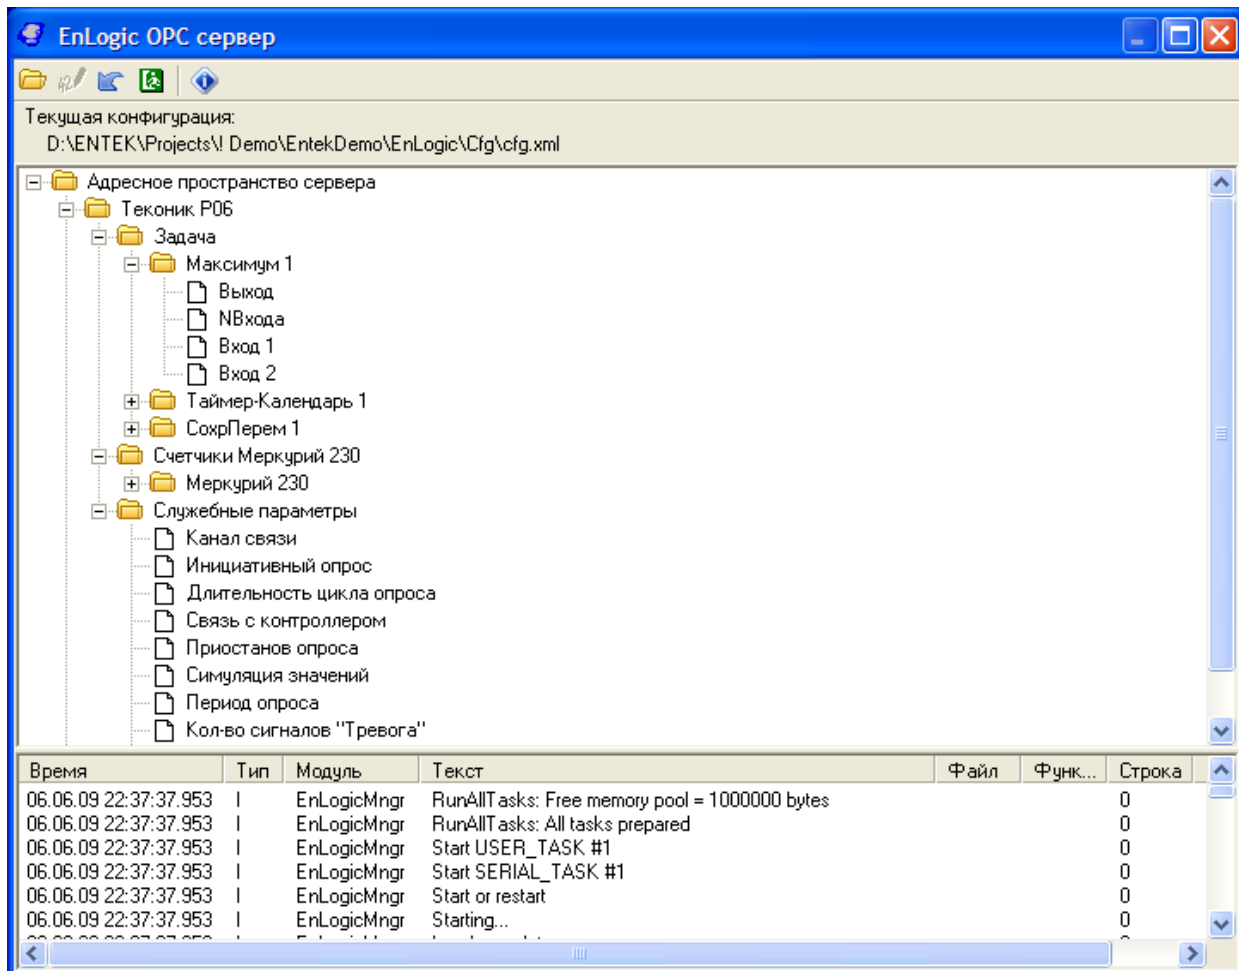 EnLogic OPC сервер
Текущая конфигурация:
D:\ENTEK\Projects\! Demo\EntekDemo\EnLogic\Cfg\cfg.xml
Адресное пространство сервера
Теконик P06
Задача
Максимум 1
Выход
NВхода
Вход 1
Вход 2
Таймер-Календарь 1
СохрПерем 1
Счетчики Меркурий 230
Меркурий 230
Служебные параметры
Канал связи
Инициативный опрос
Длительность цикла опроса
Связь с контроллером
Приостанов опроса
Симуляция значений
Период опроса
Кол-во сигналов "Тревога"
Время Тип Модуль Текст Файл Функ... Строка
06.06.09 22:37:37.953 I EnLogicMngr RunAllTasks: Free memory pool = 1000000 bytes 0
06.06.09 22:37:37.953 I EnLogicMngr RunAllTasks: All tasks prepared 0
06.06.09 22:37:37.953 I EnLogicMngr Start USER_TASK #1 0
06.06.09 22:37:37.953 I EnLogicMngr Start SERIAL_TASK #1 0
06.06.09 22:37:37.953 I EnLogicMngr Start or restart 0
06.06.09 22:37:37.953 I EnLogicMngr Starting... 0